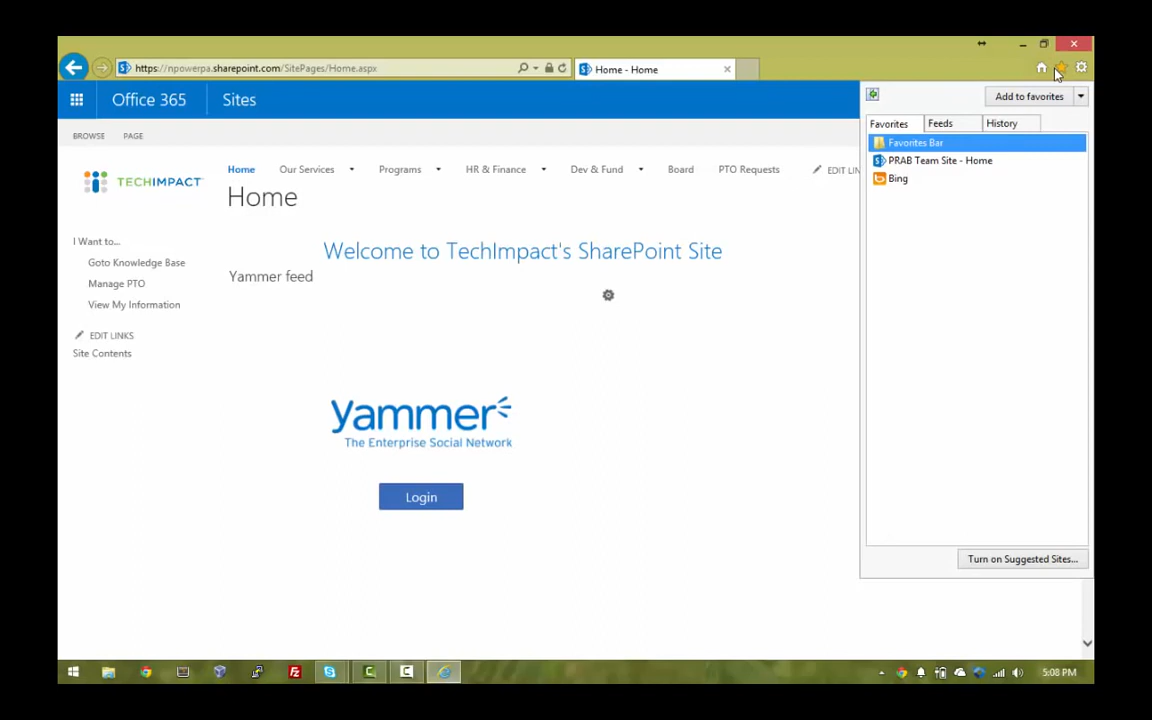 https://npowerpa.sharepoint.com/SitePages/Home.aspx
Home - Home
Office 365
Sites
Add to favorites
Favorites
Feeds
History
Favorites Bar
PRAB Team Site - Home
Bing
BROWSE
PAGE
TECHIMPACT
Home
Our Services
Programs
HR & Finance
Dev & Fund
Board
PTO Requests
EDIT LIN
Home
I Want to...
Goto Knowledge Base
Manage PTO
View My Information
EDIT LINKS
Site Contents
Welcome to TechImpact's SharePoint Site
Yammer feed
yammer
The Enterprise Social Network
Login
Turn on Suggested Sites...
5:08 PM